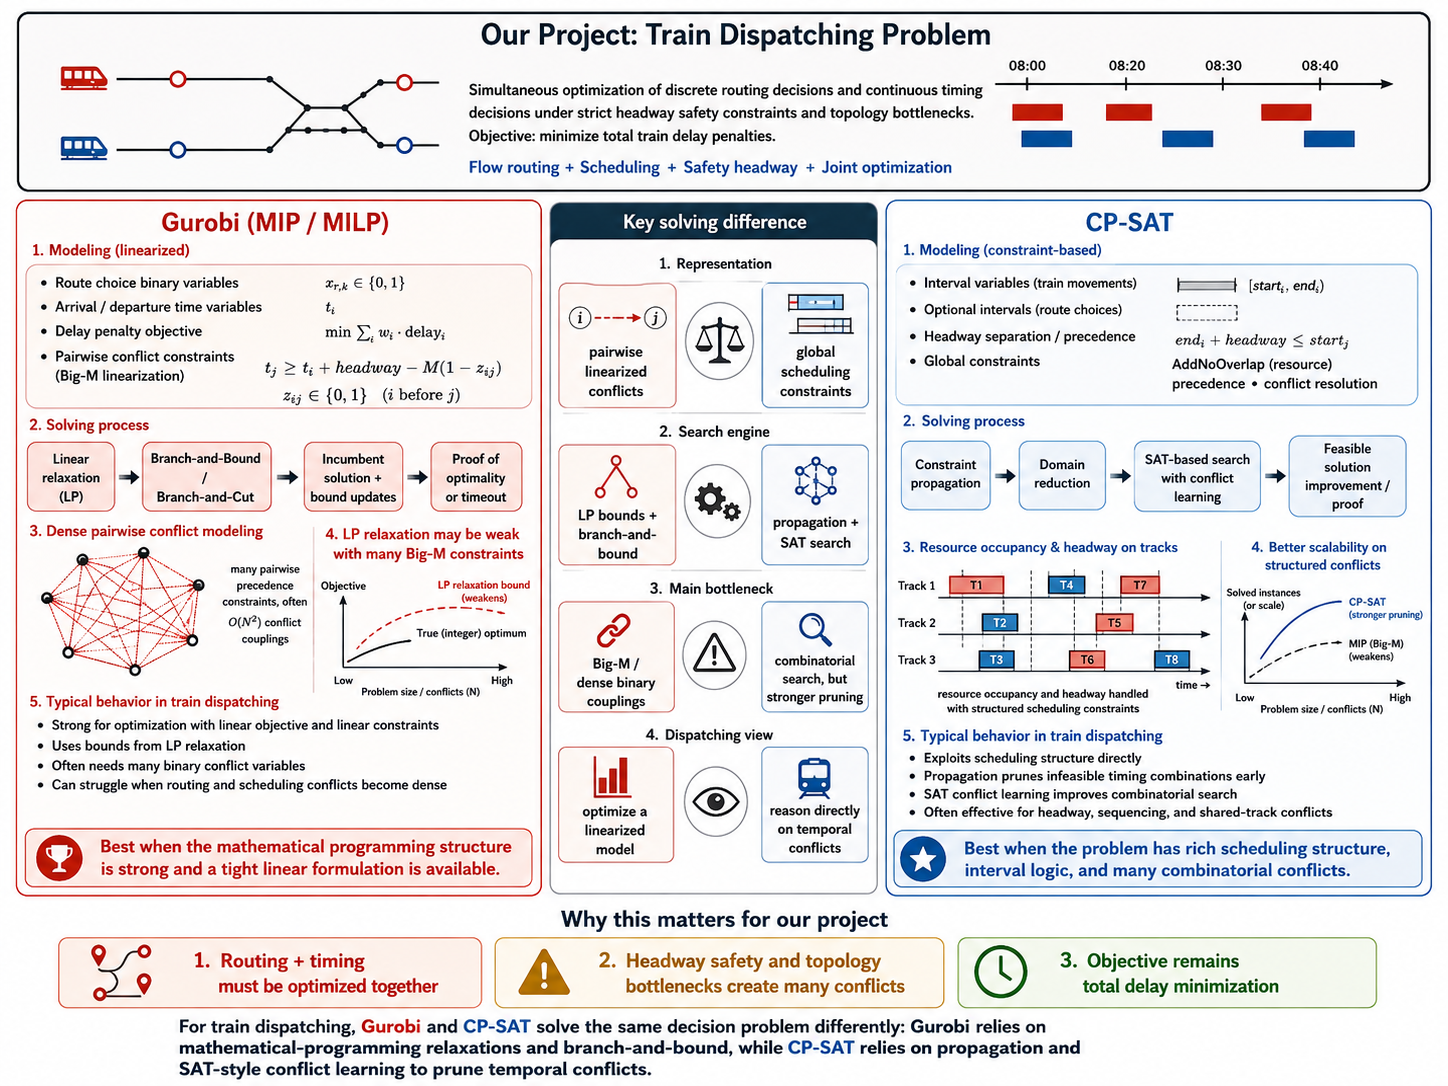 Our Project: Train Dispatching Problem
Simultaneous optimization of discrete routing decisions and continuous timing
decisions under strict headway safety constraints and topology bottlenecks.
Objective: minimize total train delay penalties.
Flow routing + Scheduling + Safety headway + Joint optimization
08:00 08:20 08:30 08:40
Gurobi (MIP / MILP)
1. Modeling (linearized)
• Route choice binary variables x_{r,k} ∈ {0, 1}
• Arrival / departure time variables t_i
• Delay penalty objective min ∑_i w_i · delay_i
• Pairwise conflict constraints
(Big-M linearization) t_j ≥ t_i + headway − M(1 − z_{ij})
z_{ij} ∈ {0, 1} (i before j)
2. Solving process
Linear
relaxation
(LP)
Branch-and-Bound
/
Branch-and-Cut
Incumbent
solution +
bound updates
Proof of
optimality
or timeout
3. Dense pairwise conflict modeling
many pairwise
precedence
constraints, often
O(N²) conflict
couplings
4. LP relaxation may be weak
with many Big-M constraints
Objective
LP relaxation bound
(weakens)
True (integer) optimum
Low High
Problem size / conflicts (N)
5. Typical behavior in train dispatching
• Strong for optimization with linear objective and linear constraints
• Uses bounds from LP relaxation
• Often needs many binary conflict variables
• Can struggle when routing and scheduling conflicts become dense
Best when the mathematical programming structure
is strong and a tight linear formulation is available.
Key solving difference
1. Representation
i j
pairwise
linearized
conflicts
global
scheduling
constraints
2. Search engine
LP bounds +
branch-and-
bound
propagation +
SAT search
3. Main bottleneck
Big-M /
dense binary
couplings
combinatorial
search, but
stronger pruning
4. Dispatching view
optimize a
linearized
model
reason directly
on temporal
conflicts
CP-SAT
1. Modeling (constraint-based)
• Interval variables (train movements) [start_i, end_i)
• Optional intervals (route choices)
• Headway separation / precedence end_i + headway ≤ start_j
• Global constraints AddNoOverlap (resource)
precedence • conflict resolution
2. Solving process
Constraint
propagation
Domain
reduction
SAT-based search
with conflict
learning
Feasible
solution
improvement /
proof
3. Resource occupancy & headway on tracks
Track 1 T1 T4 T7
Track 2 T2 T5
Track 3 T3 T6 T8
time →
resource occupancy and headway handled
with structured scheduling constraints
4. Better scalability on
structured conflicts
Solved instances
(or scale)
CP-SAT
(stronger pruning)
MIP (Big-M)
(weakens)
Low High
Problem size / conflicts (N)
5. Typical behavior in train dispatching
• Exploits scheduling structure directly
• Propagation prunes infeasible timing combinations early
• SAT conflict learning improves combinatorial search
• Often effective for headway, sequencing, and shared-track conflicts
Best when the problem has rich scheduling structure,
interval logic, and many combinatorial conflicts.
Why this matters for our project
1. Routing + timing
must be optimized together
2. Headway safety and topology
bottlenecks create many conflicts
3. Objective remains
total delay minimization
For train dispatching, Gurobi and CP-SAT solve the same decision problem differently: Gurobi relies on
mathematical-programming relaxations and branch-and-bound, while CP-SAT relies on propagation and
SAT-style conflict learning to prune temporal conflicts.